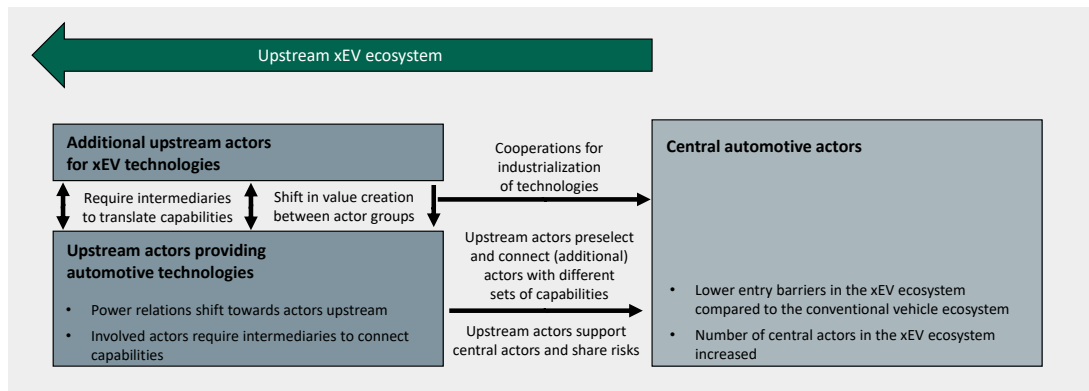 Upstream xEV ecosystem
Additional upstream actors
for xEV technologies
Require intermediaries
to translate capabilities
Shift in value creation
between actor groups
Upstream actors providing
automotive technologies
• Power relations shift towards actors upstream
• Involved actors require intermediaries to connect
capabilities
Cooperations for
industrialization
of technologies
Upstream actors preselect
and connect (additional)
actors with different
sets of capabilities
Upstream actors support
central actors and share risks
Central automotive actors
• Lower entry barriers in the xEV ecosystem
compared to the conventional vehicle ecosystem
• Number of central actors in the xEV ecosystem
increased